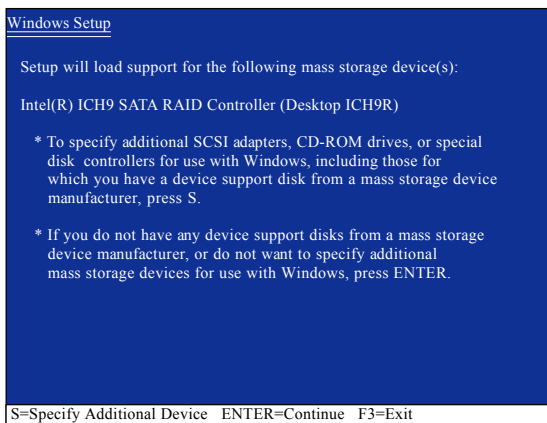 Windows Setup
Setup will load support for the following mass storage device(s):
Intel(R) ICH9 SATA RAID Controller (Desktop ICH9R)
* To specify additional SCSI adapters, CD-ROM drives, or special
disk controllers for use with Windows, including those for
which you have a device support disk from a mass storage device
manufacturer, press S.
* If you do not have any device support disks from a mass storage
device manufacturer, or do not want to specify additional
mass storage devices for use with Windows, press ENTER.
S=Specify Additional Device ENTER=Continue F3=Exit